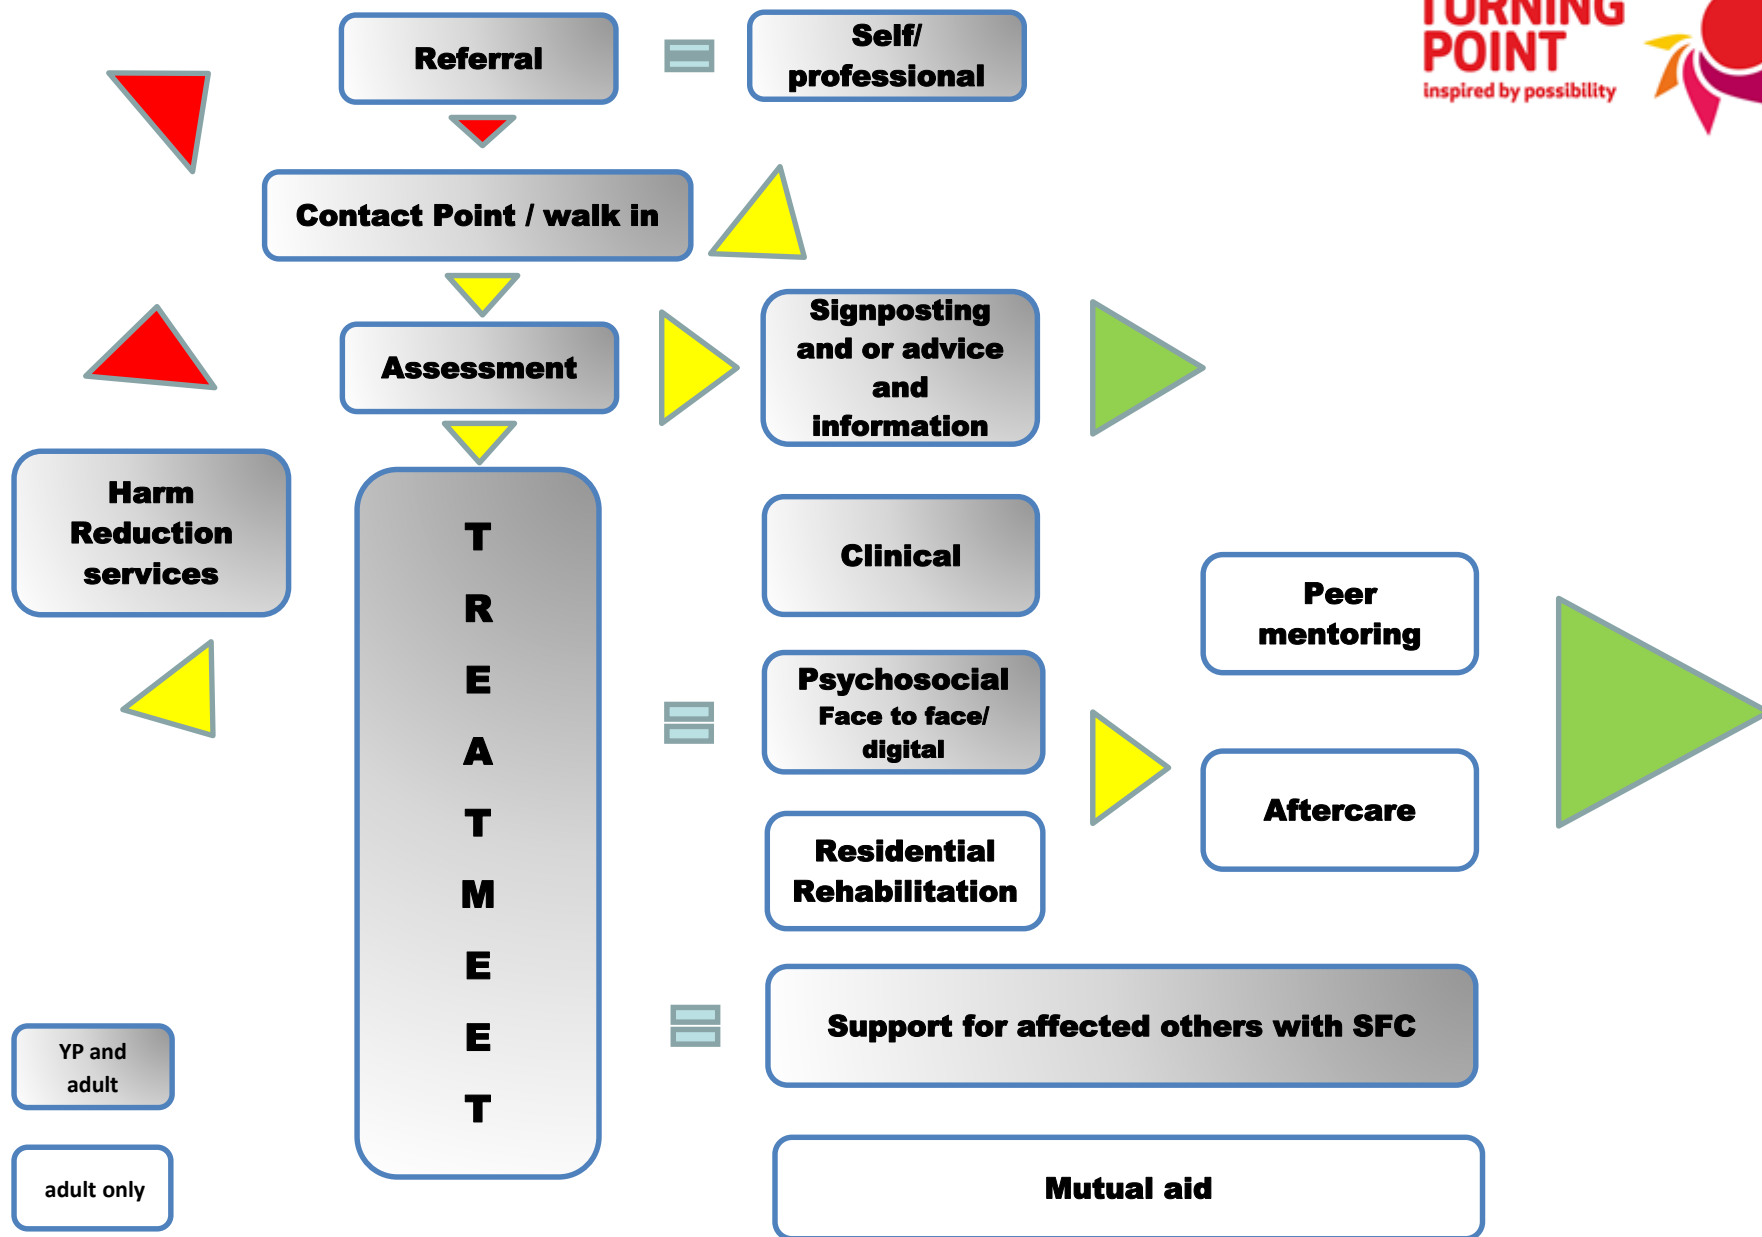 TURNING
POINT
inspired by possibility
Referral
Self/
professional
Contact Point / walk in
Assessment
Signposting
and or advice
and
information
Harm
Reduction
services
T
R
E
A
T
M
E
E
T
Clinical
Psychosocial
Face to face/
digital
Residential
Rehabilitation
Peer
mentoring
Aftercare
Support for affected others with SFC
Mutual aid
YP and
adult
adult only